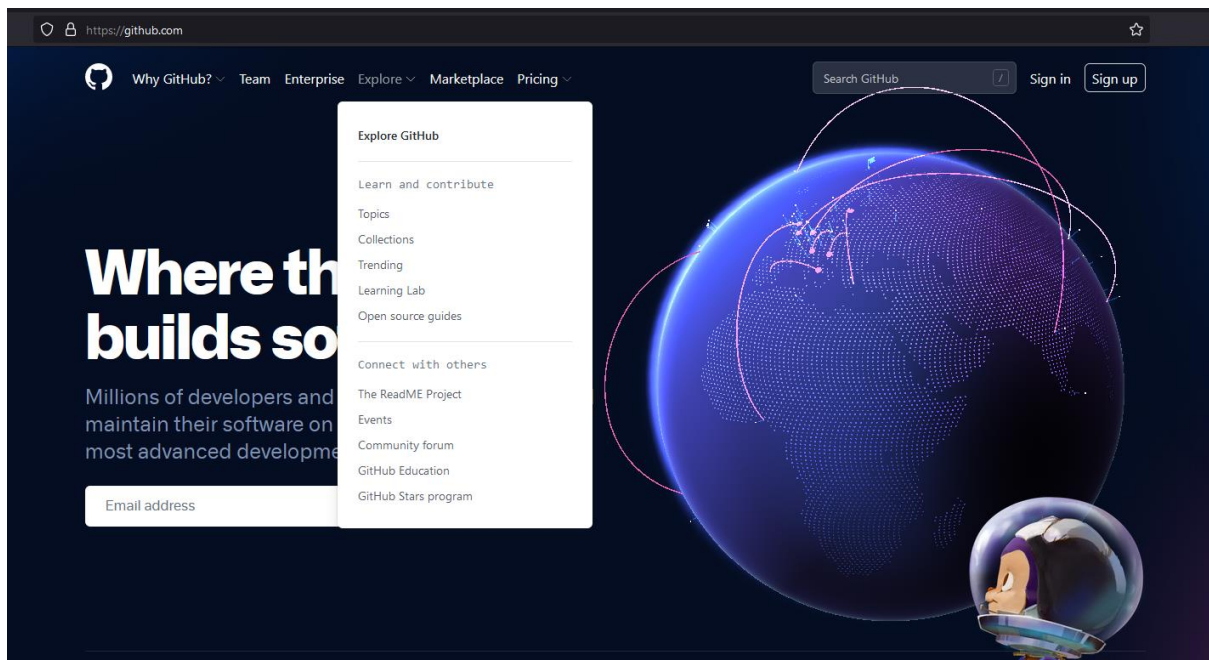 https://github.com
Why GitHub? Team Enterprise Explore Marketplace Pricing Search GitHub / Sign in Sign up
Explore GitHub
Learn and contribute
Topics
Collections
Trending
Learning Lab
Open source guides
Connect with others
The ReadME Project
Events
Community forum
GitHub Education
GitHub Stars program
Where th
builds so
Millions of developers and
maintain their software on
most advanced developme
Email address